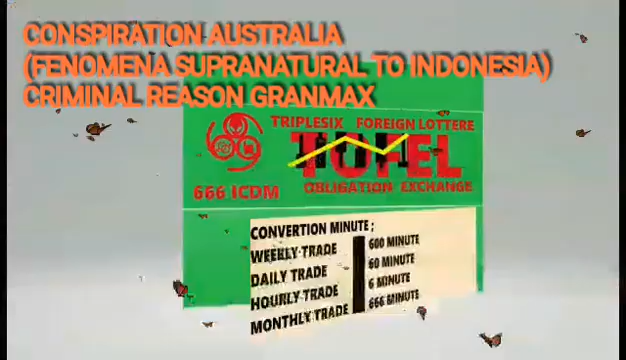 CONSPIRATION AUSTRALIA
(FENOMENA SUPRANATURAL TO INDONESIA)
CRIMINAL REASON GRANMAX
TRIPLESIX FOREIGN LOTTERE
TOFEL
666 ICDM
OBLIGATION EXCHANGE
CONVERTION MINUTE ;
WEEKLY TRADE 600 MINUTE
DAILY TRADE 60 MINUTE
HOURLY TRADE 6 MINUTE
MONTHLY TRADE 666 MINUTE